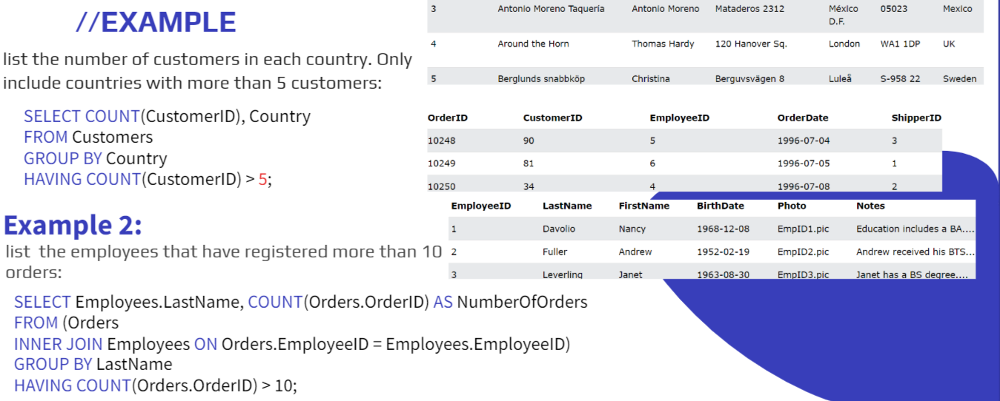 //EXAMPLE
list the number of customers in each country. Only
include countries with more than 5 customers:
SELECT COUNT(CustomerID), Country
FROM Customers
GROUP BY Country
HAVING COUNT(CustomerID) > 5;
Example 2:
list the employees that have registered more than 10
orders:
SELECT Employees.LastName, COUNT(Orders.OrderID) AS NumberOfOrders
FROM (Orders
INNER JOIN Employees ON Orders.EmployeeID = Employees.EmployeeID)
GROUP BY LastName
HAVING COUNT(Orders.OrderID) > 10;
3 Antonio Moreno Taquería Antonio Moreno Mataderos 2312 México 05023 Mexico
D.F.
4 Around the Horn Thomas Hardy 120 Hanover Sq. London WA1 1DP UK
5 Berglunds snabbköp Christina Berguvsvägen 8 Luleå S-958 22 Sweden
OrderID CustomerID EmployeeID OrderDate ShipperID
10248 90 5 1996-07-04 3
10249 81 6 1996-07-05 1
10250 34 4 1996-07-08 2
EmployeeID LastName FirstName BirthDate Photo Notes
1 Davolio Nancy 1968-12-08 EmpID1.pic Education includes a BA....
2 Fuller Andrew 1952-02-19 EmpID2.pic Andrew received his BTS...
3 Leverling Janet 1963-08-30 EmpID3.pic Janet has a BS degree....